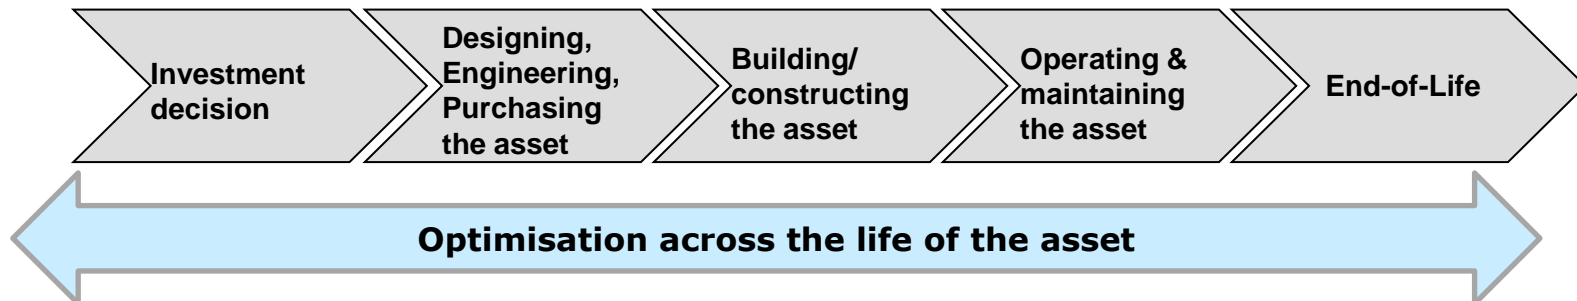 Investment
decision
Designing,
Engineering,
Purchasing
the asset
Building/
constructing
the asset
Operating &
maintaining
the asset
End-of-Life
Optimisation across the life of the asset